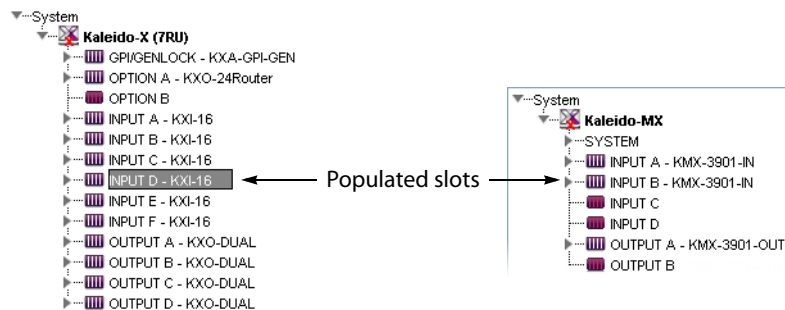 System
Kaleido-X (7RU)
GPI/GENLOCK - KXA-GPI-GEN
OPTION A - KXO-24Router
OPTION B
INPUT A - KXI-16
INPUT B - KXI-16
INPUT C - KXI-16
INPUT D - KXI-16
INPUT E - KXI-16
INPUT F - KXI-16
OUTPUT A - KXO-DUAL
OUTPUT B - KXO-DUAL
OUTPUT C - KXO-DUAL
OUTPUT D - KXO-DUAL
Populated slots
System
Kaleido-MX
SYSTEM
INPUT A - KMX-3901-IN
INPUT B - KMX-3901-IN
INPUT C
INPUT D
OUTPUT A - KMX-3901-OUT
OUTPUT B